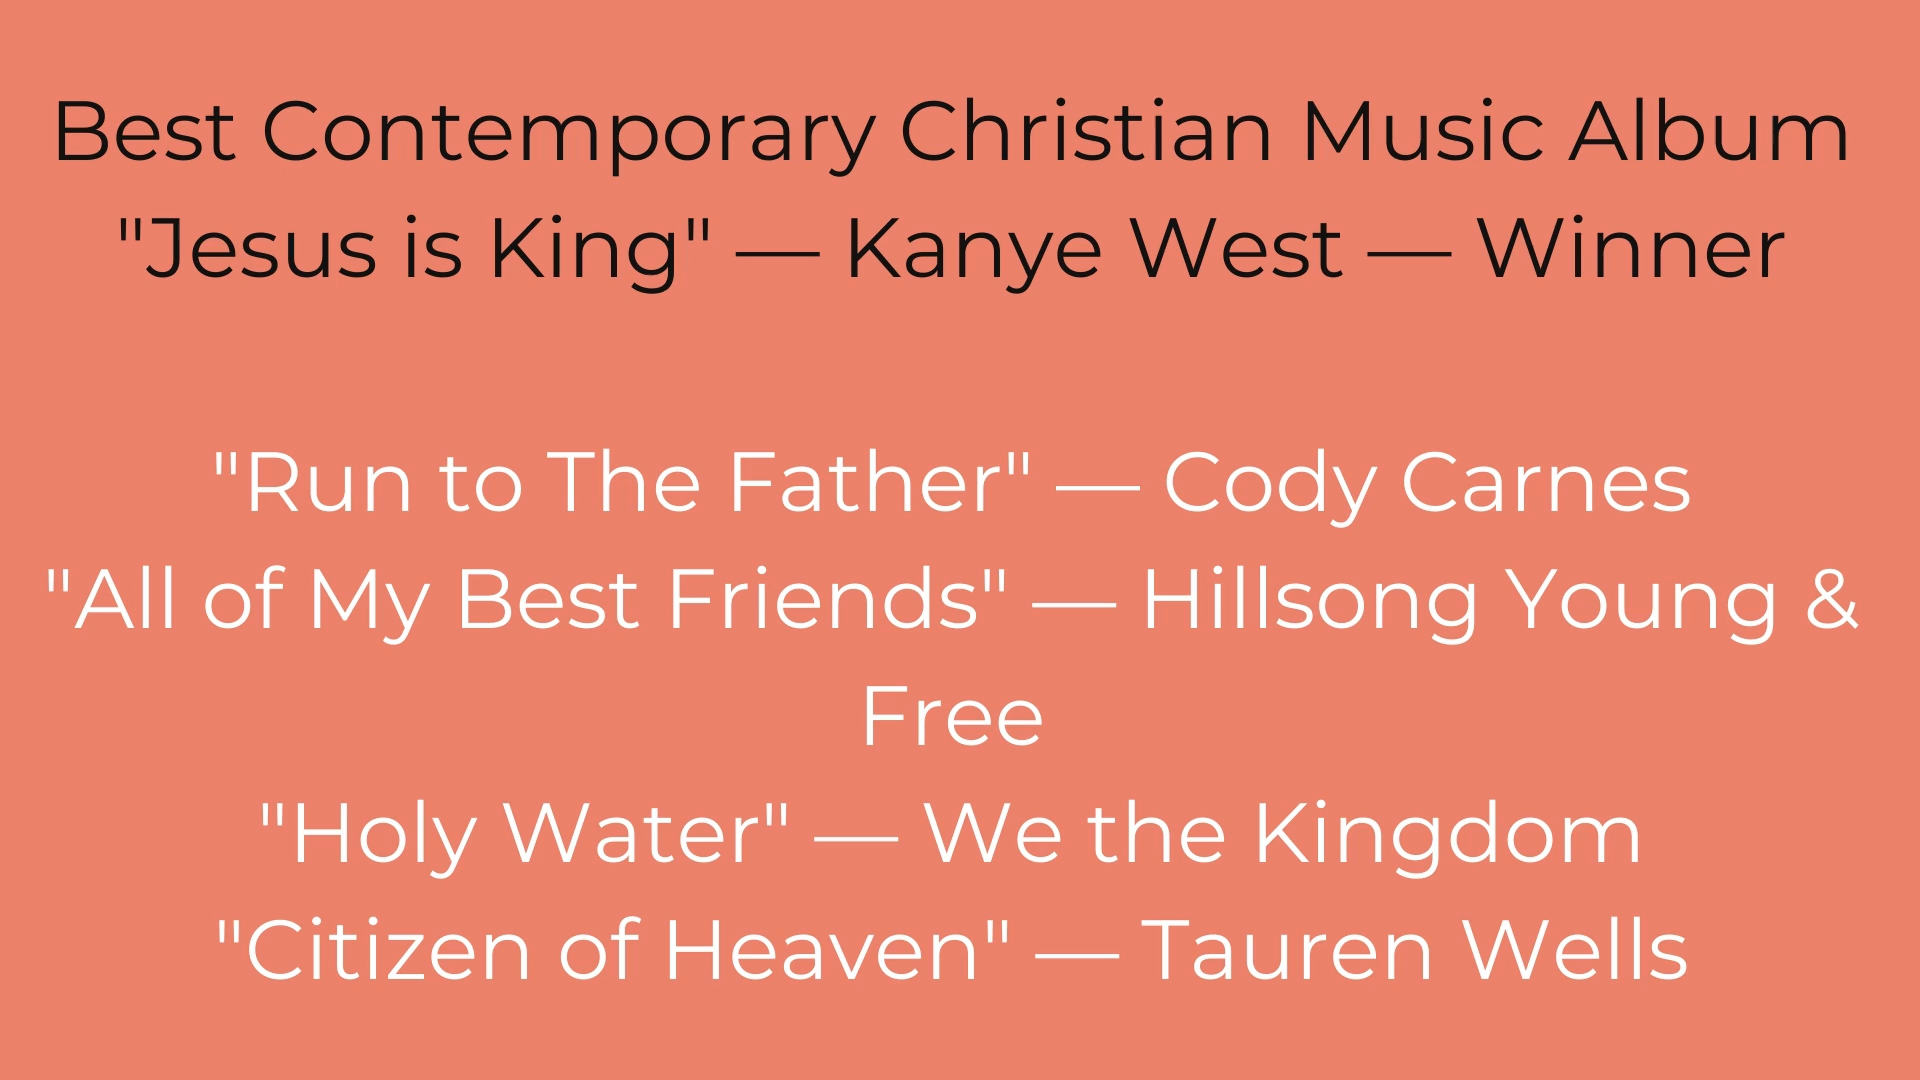 Best Contemporary Christian Music Album
"Jesus is King" — Kanye West — Winner
"Run to The Father" — Cody Carnes
"All of My Best Friends" — Hillsong Young &
Free
"Holy Water" — We the Kingdom
"Citizen of Heaven" — Tauren Wells